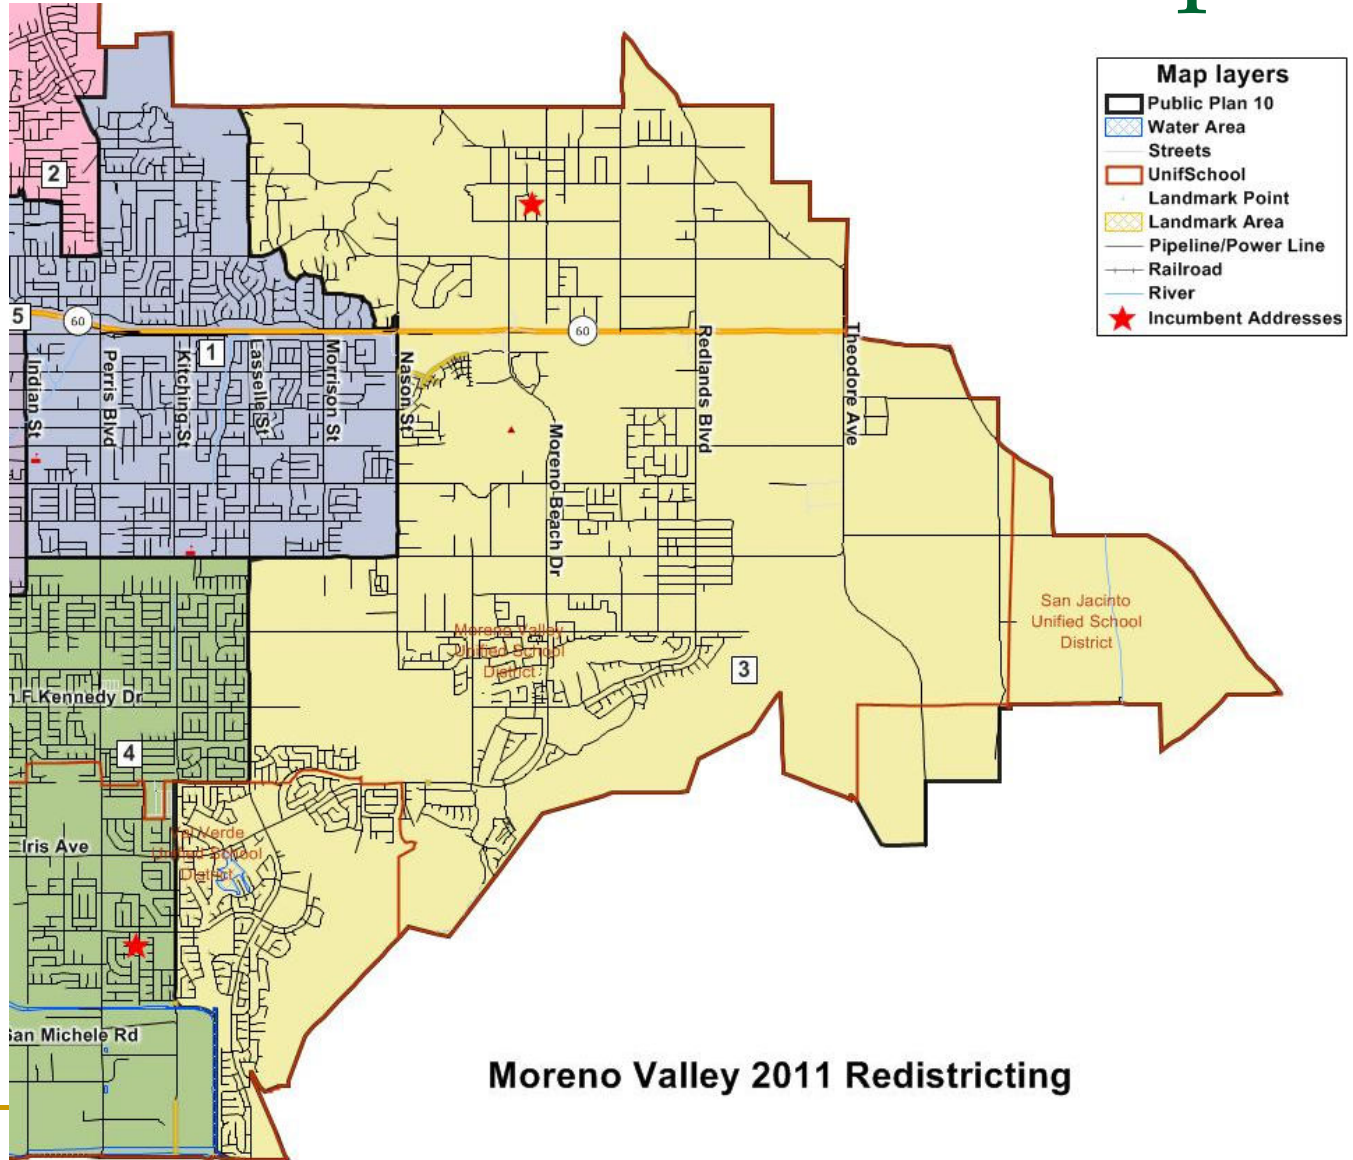 Map layers
Public Plan 10
Water Area
Streets
UnifSchool
Landmark Point
Landmark Area
Pipeline/Power Line
Railroad
River
Incumbent Addresses
2
5
60
1
60
Indian St
Perris Blvd
Kitching St
Lasselle St
Morrison St
Nason St
Moreno Beach Dr
Redlands Blvd
Theodore Ave
San Jacinto
Unified School
District
Moreno Valley
Unified School
District
3
F.Kennedy Dr
4
Val Verde
Unified School
District
Iris Ave
San Michele Rd
Moreno Valley 2011 Redistricting